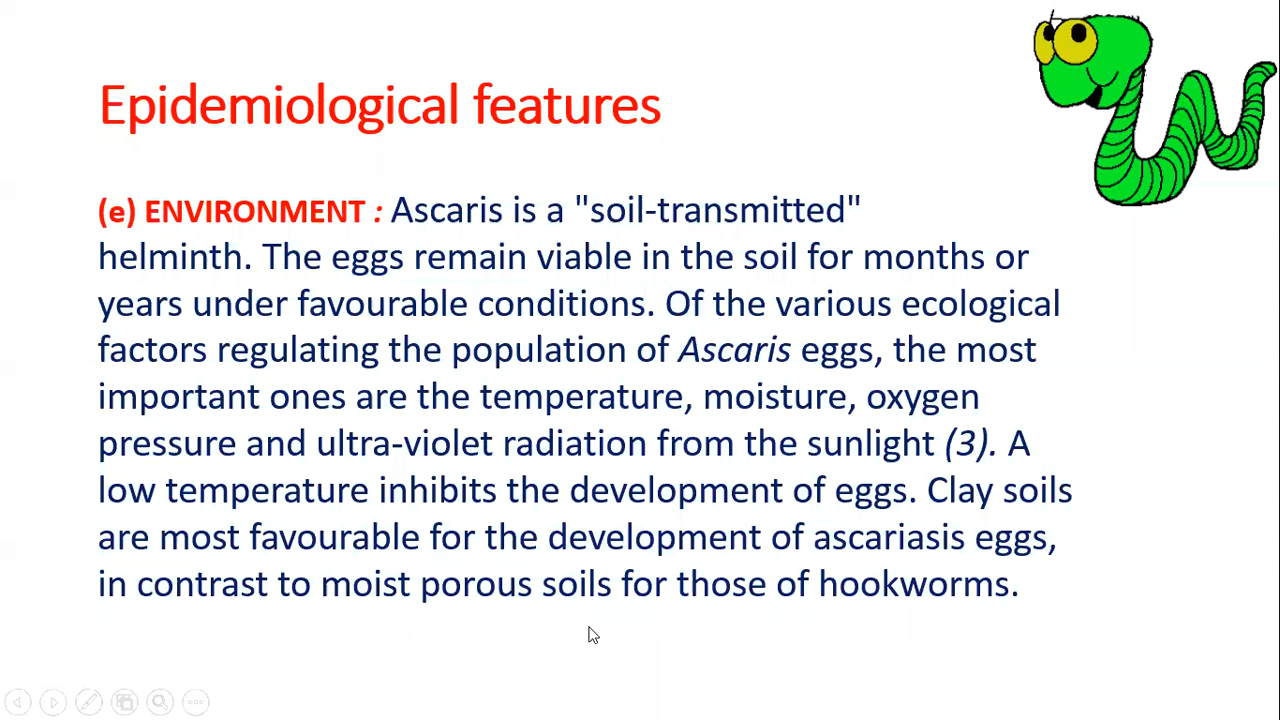 Epidemiological features
(e) ENVIRONMENT : Ascaris is a "soil-transmitted"
helminth. The eggs remain viable in the soil for months or
years under favourable conditions. Of the various ecological
factors regulating the population of Ascaris eggs, the most
important ones are the temperature, moisture, oxygen
pressure and ultra-violet radiation from the sunlight (3). A
low temperature inhibits the development of eggs. Clay soils
are most favourable for the development of ascariasis eggs,
in contrast to moist porous soils for those of hookworms.